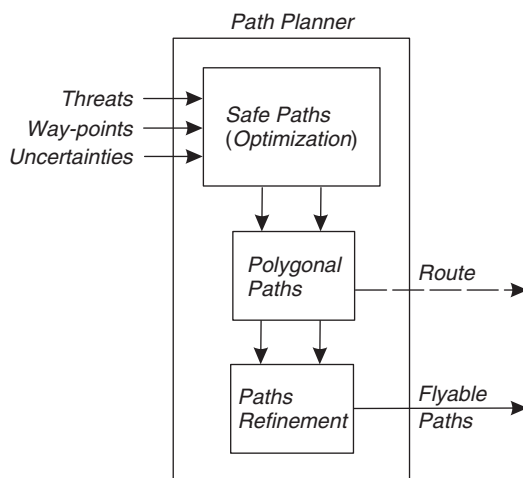 Path Planner
Threats
Way-points
Uncertainties
Safe Paths
(Optimization)
Polygonal
Paths
Route
Paths
Refinement
Flyable
Paths